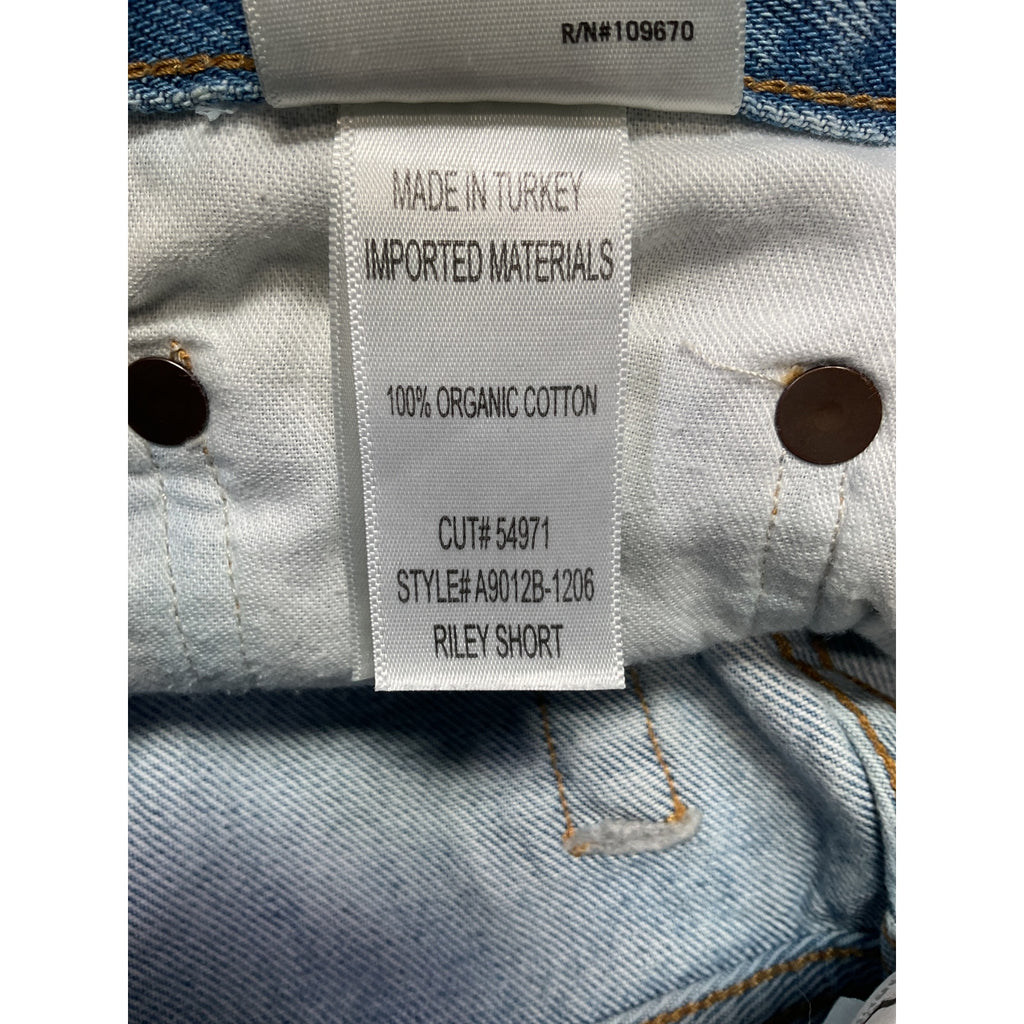 R/N#109670
MADE IN TURKEY
IMPORTED MATERIALS
100% ORGANIC COTTON
CUT# 54971
STYLE# A9012B-1206
RILEY SHORT